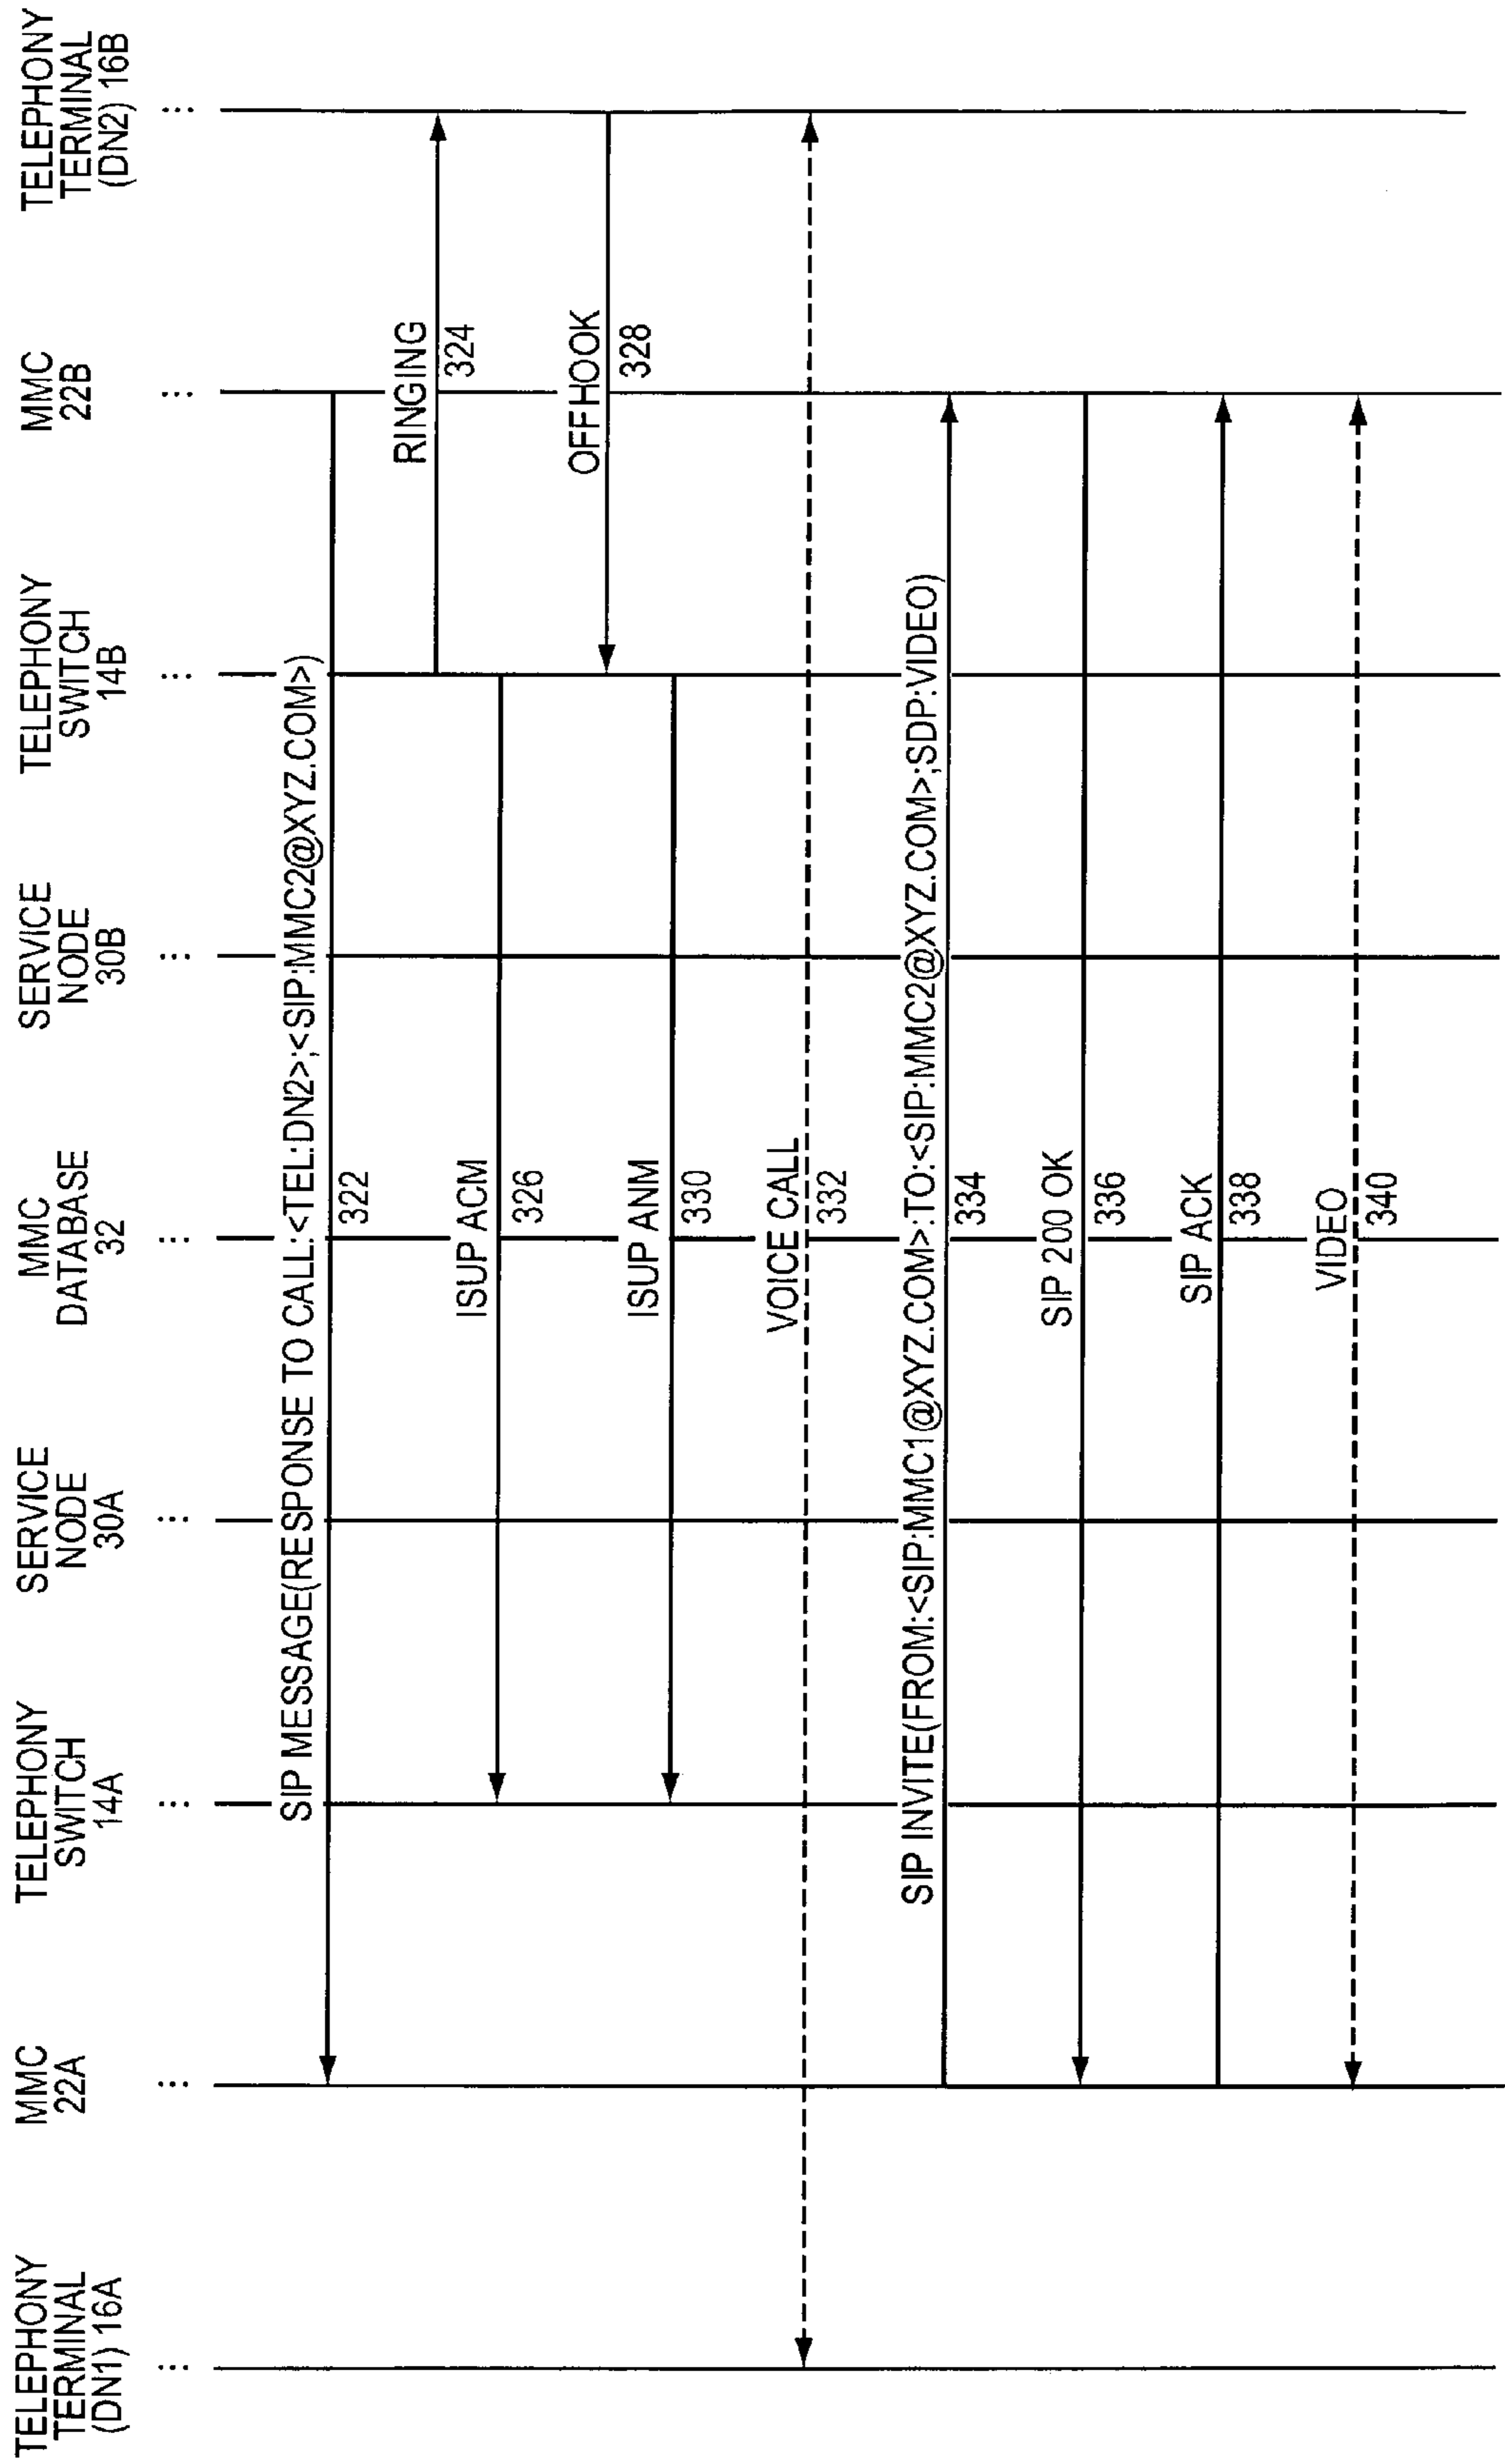 TELEPHONY
TERMINAL
(DN1) 16A
MMC
22A
TELEPHONY
SWITCH
14A
SERVICE
NODE
30A
MMC
DATABASE
32
SERVICE
NODE
30B
TELEPHONY
SWITCH
14B
MMC
22B
TELEPHONY
TERMINAL
(DN2) 16B
...
...
...
...
...
...
...
...
...
SIP MESSAGE(RESPONSE TO CALL:<TEL:DN2>;<SIP:MMC2@XYZ.COM>)
322
RINGING
324
ISUP ACM
326
OFFHOOK
328
ISUP ANM
330
VOICE CALL
332
SIP INVITE(FROM:<SIP:MMC1@XYZ.COM>:TO:<SIP:MMC2@XYZ.COM>;SDP:VIDEO)
334
SIP 200 OK
336
SIP ACK
338
VIDEO
340